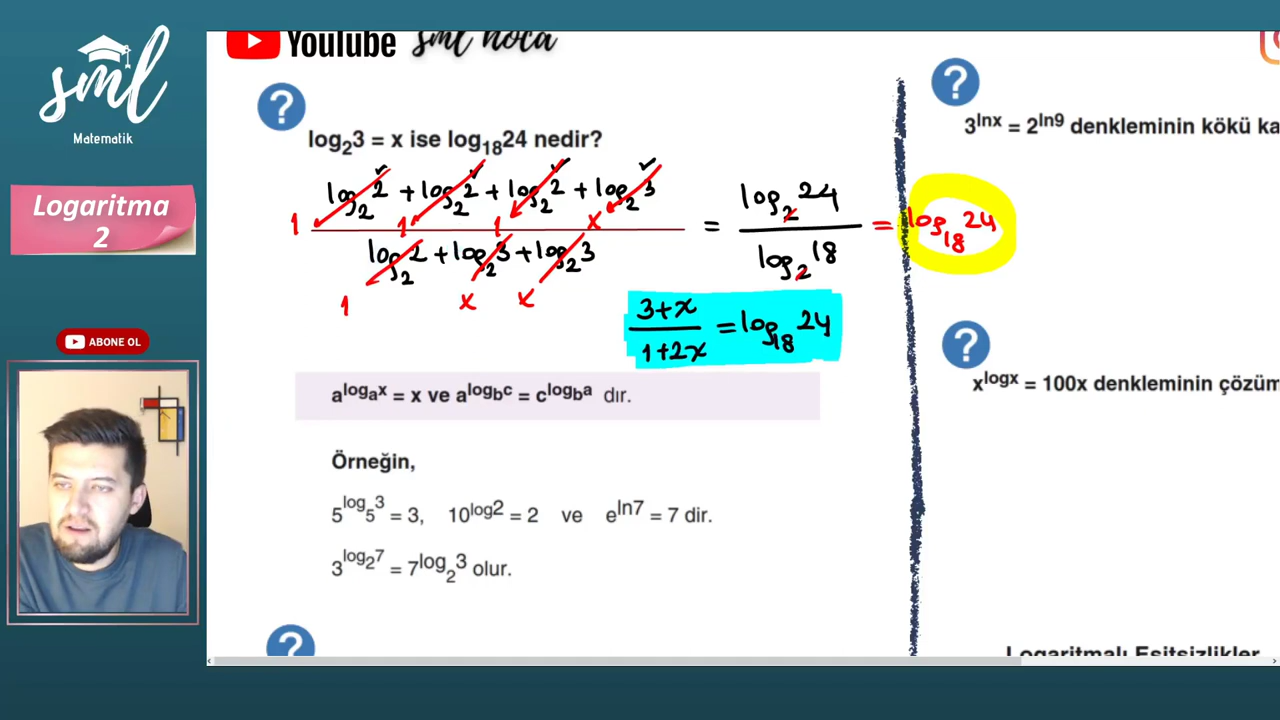 sml
Matematik
Logaritma
2
ABONE OL
YouTube sml hoca
?
log₂3 = x ise log₁₈24 nedir?
log₂2 + log₂2 + log₂2 + log₂3
1 1 1 x
log₂2 + log₂3 + log₂3
1 x x
= log₂24 / log₂18 = log₁₈24
3+x / 1+2x = log₁₈24
a^(logₐx) = x ve a^(log_b c) = c^(log_b a) dır.
Örneğin,
5^(log₅3) = 3, 10^(log2) = 2 ve e^(ln7) = 7 dir.
3^(log₂7) = 7^(log₂3) olur.
?
?
3^(lnx) = 2^(ln9) denkleminin kökü ka
?
x^(logx) = 100x denkleminin çözüm
Logaritmalı Eşitsizlikler